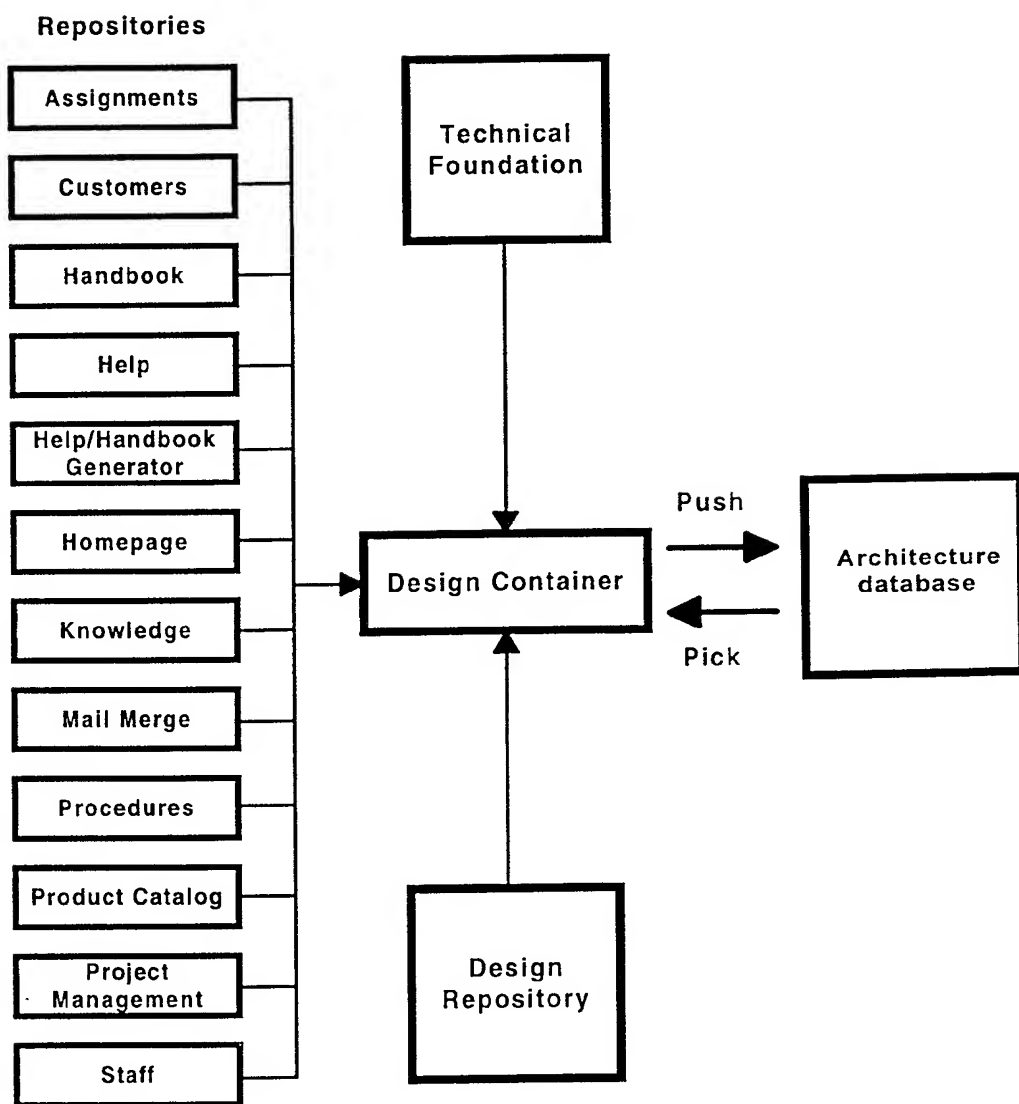 Repositories
Assignments
Customers
Handbook
Help
Help/Handbook
Generator
Homepage
Knowledge
Mail Merge
Procedures
Product Catalog
Project
Management
Staff
Technical
Foundation
Design Container
Design
Repository
Push
Pick
Architecture
database